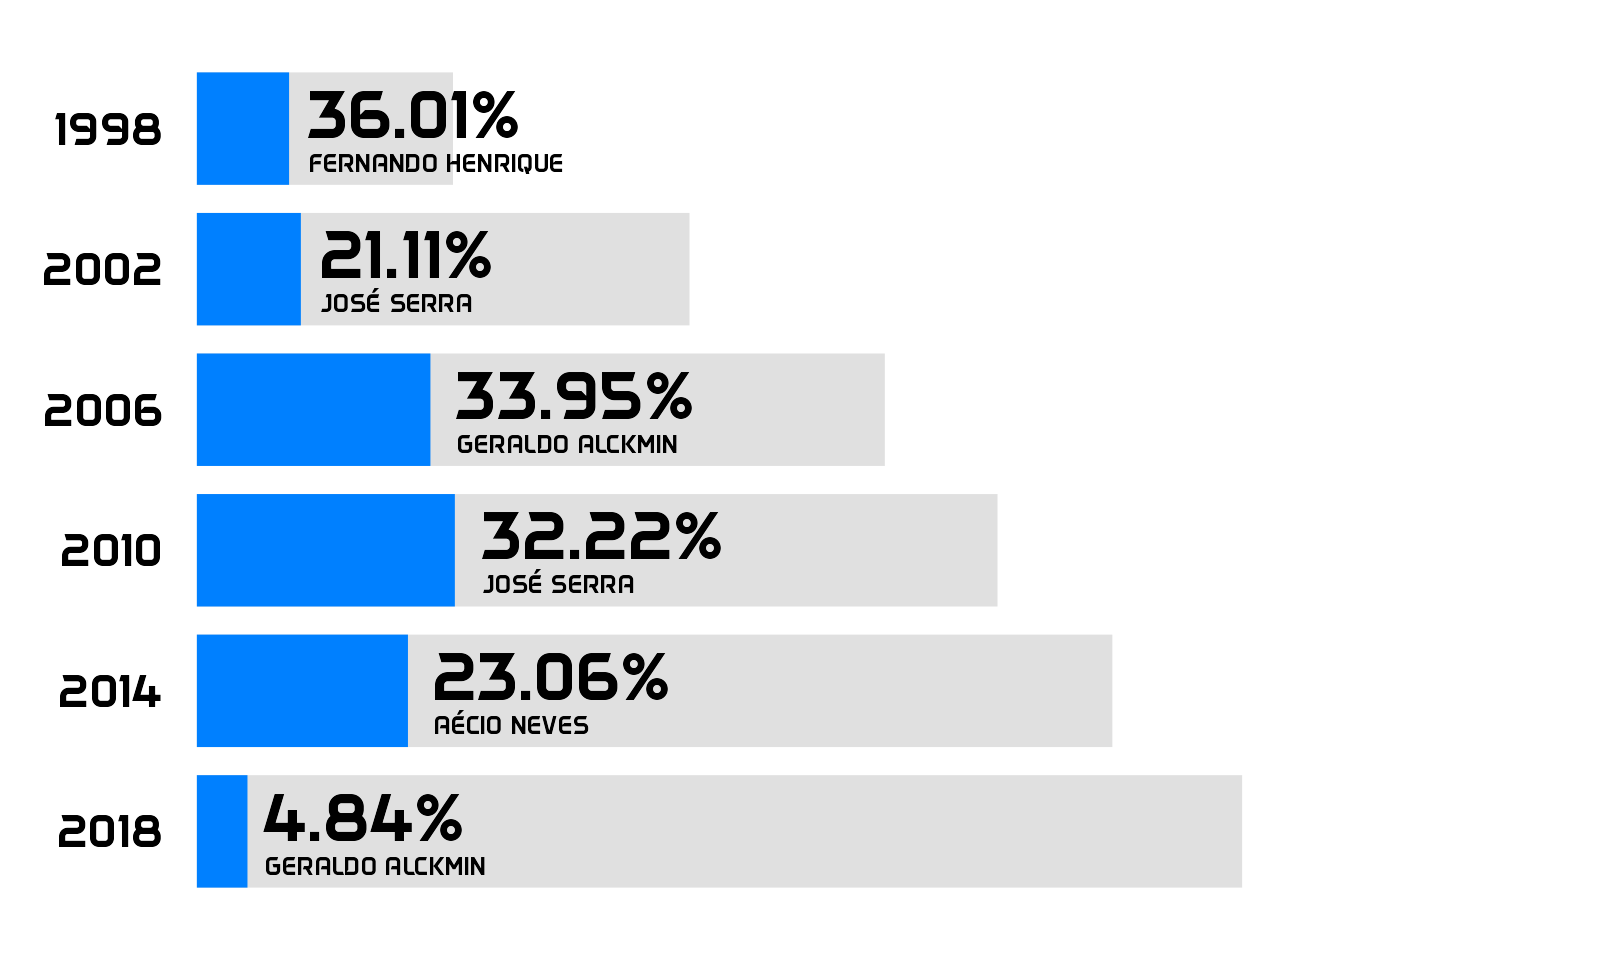 1998
36.01%
FERNANDO HENRIQUE
2002
21.11%
JOSÉ SERRA
2006
33.95%
GERALDO ALCKMIN
2010
32.22%
JOSÉ SERRA
2014
23.06%
AÉCIO NEVES
2018
4.84%
GERALDO ALCKMIN